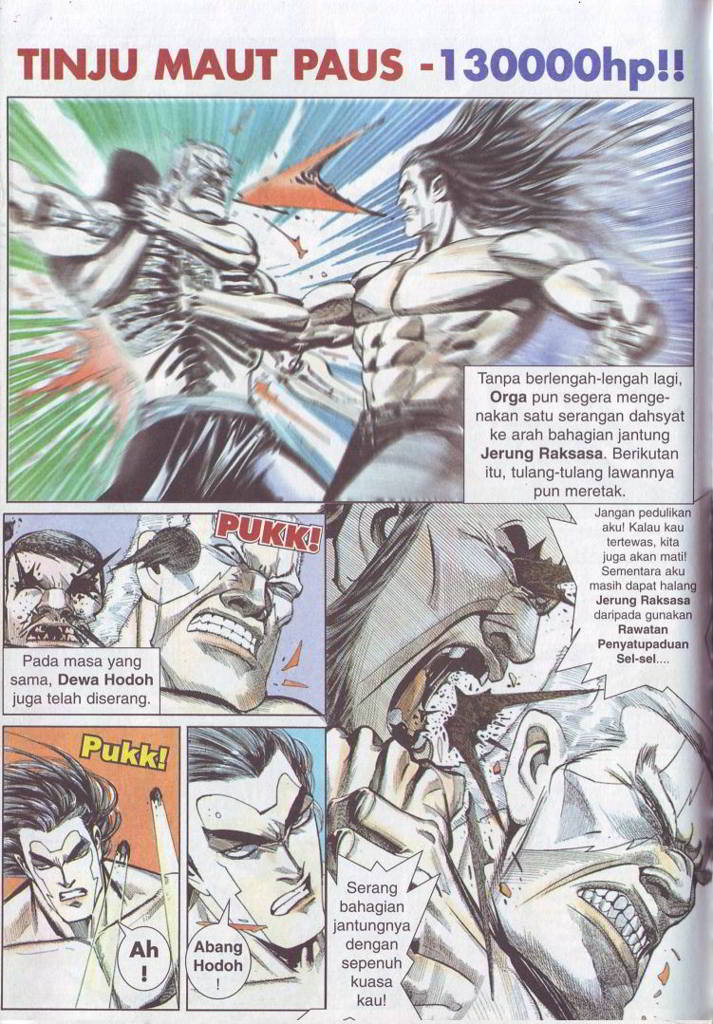 TINJU MAUT PAUS -130000hp!!
Tanpa berlengah-lengah lagi,
Orga pun segera menge-
nakan satu serangan dahsyat
ke arah bahagian jantung
Jerung Raksasa. Berikutan
itu, tulang-tulang lawannya
pun meretak.
PUKK!
Pada masa yang
sama, Dewa Hodoh
juga telah diserang.
Jangan pedulikan
aku! Kalau kau
tertewas, kita
juga akan mati!
Sementara aku
masih dapat halang
Jerung Raksasa
daripada gunakan
Rawatan
Penyatupaduan
Sel-sel....
Pukk!
Ah
!
Abang
Hodoh
!
Serang
bahagian
jantungnya
dengan
sepenuh
kuasa
kau!